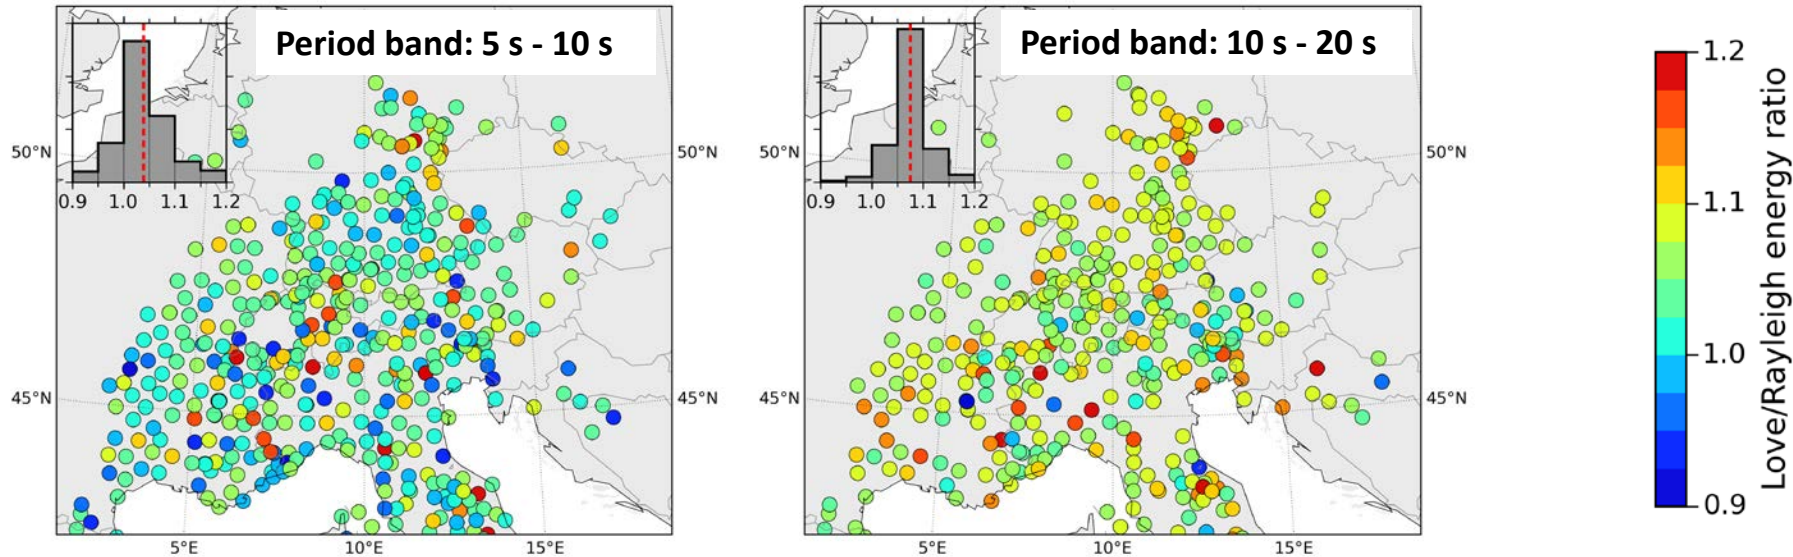 Period band: 5 s - 10 s
0.9 1.0 1.1 1.2
50°N
45°N
5°E 10°E 15°E
50°N
45°N
Period band: 10 s - 20 s
0.9 1.0 1.1 1.2
50°N
45°N
5°E 10°E 15°E
50°N
45°N
1.2
1.1
1.0
0.9
Love/Rayleigh energy ratio